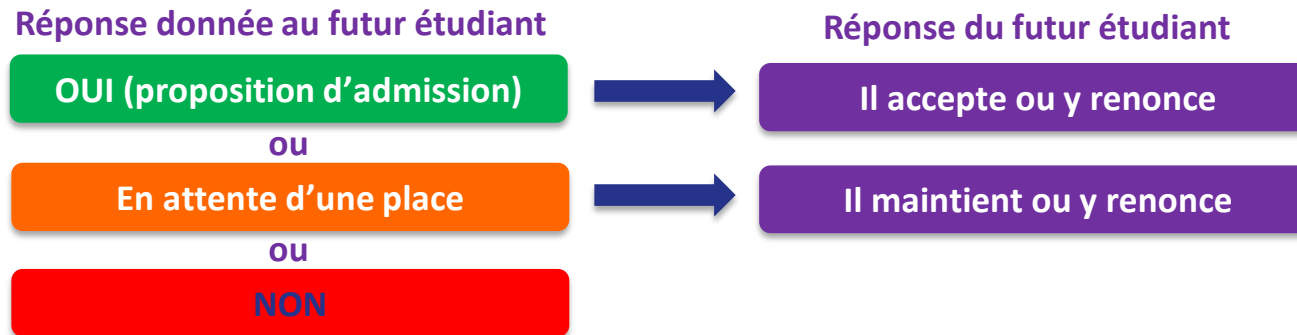 Réponse donnée au futur étudiant
Réponse du futur étudiant
OUI (proposition d’admission)
Il accepte ou y renonce
ou
En attente d’une place
Il maintient ou y renonce
ou
NON